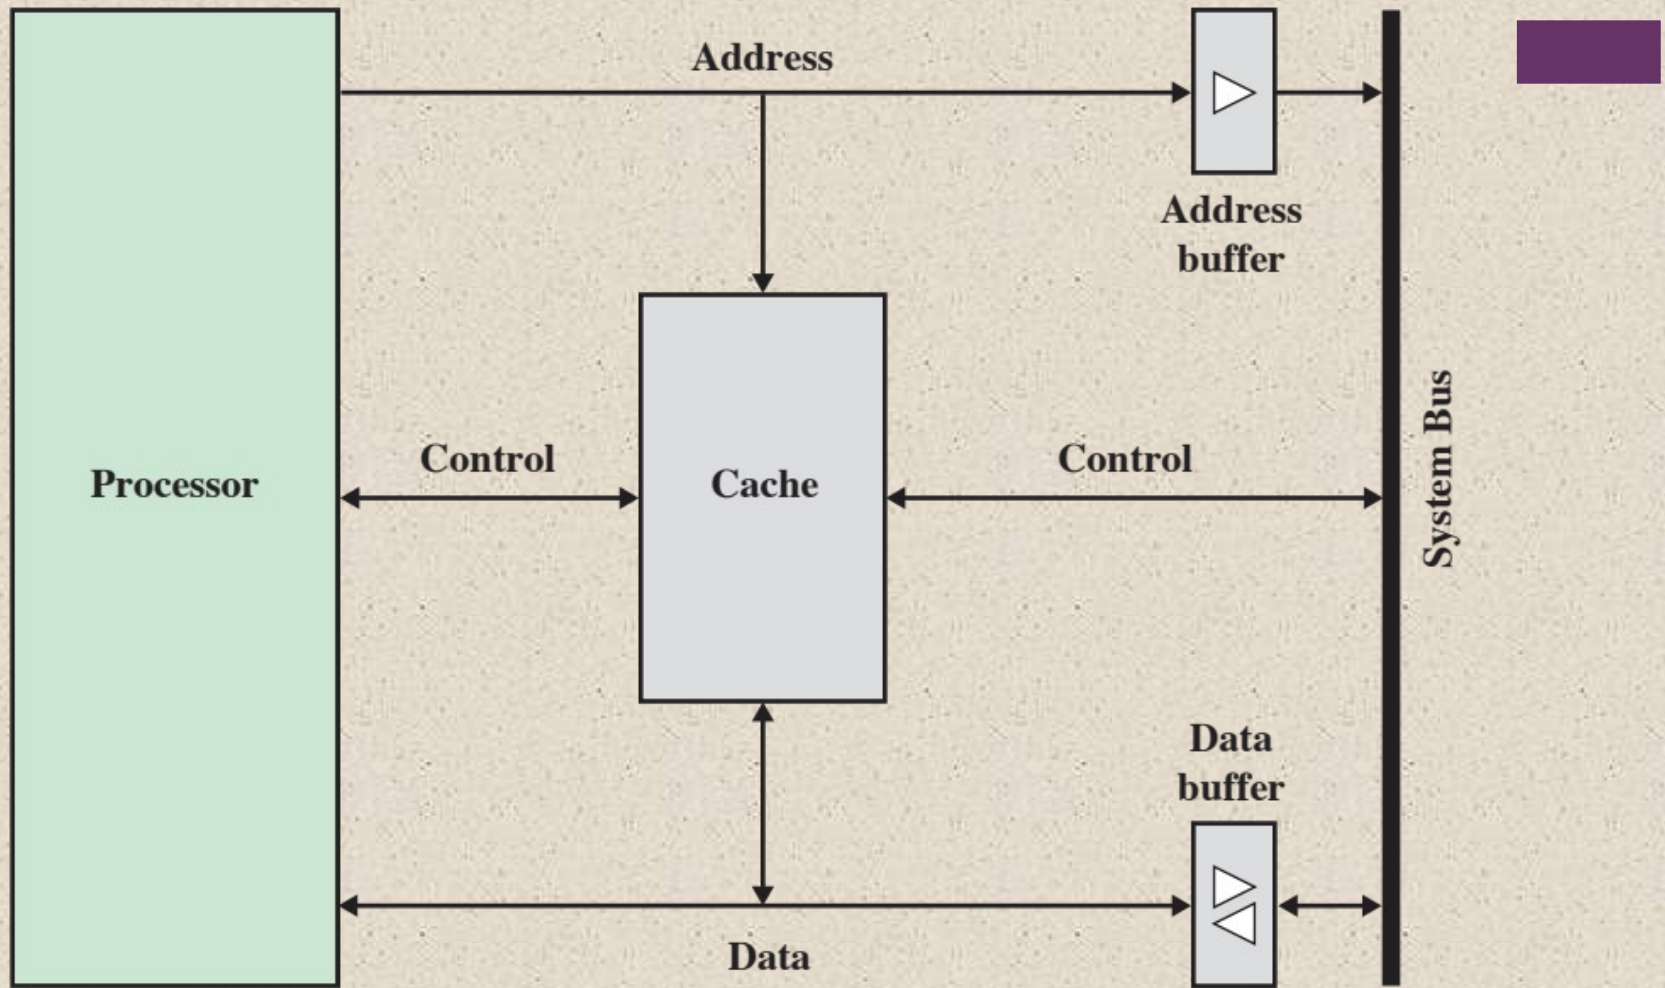 Address
Address
buffer
Processor
Control
Cache
Control
System Bus
Data
buffer
Data